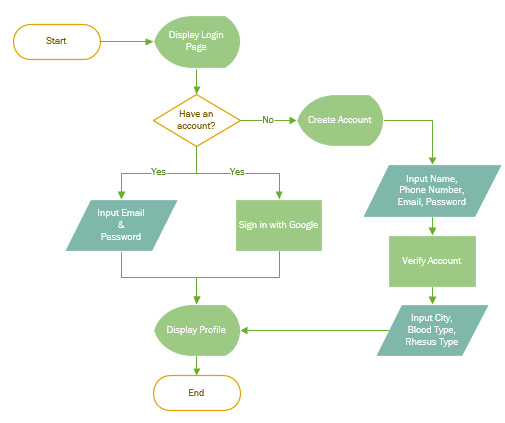 Start
Display Login
Page
Have an
account?
No
Create Account
Yes
Yes
Input Name,
Phone Number,
Email, Password
Input Email
&
Password
Sign in with Google
Verify Account
Display Profile
Input City,
Blood Type,
Rhesus Type
End